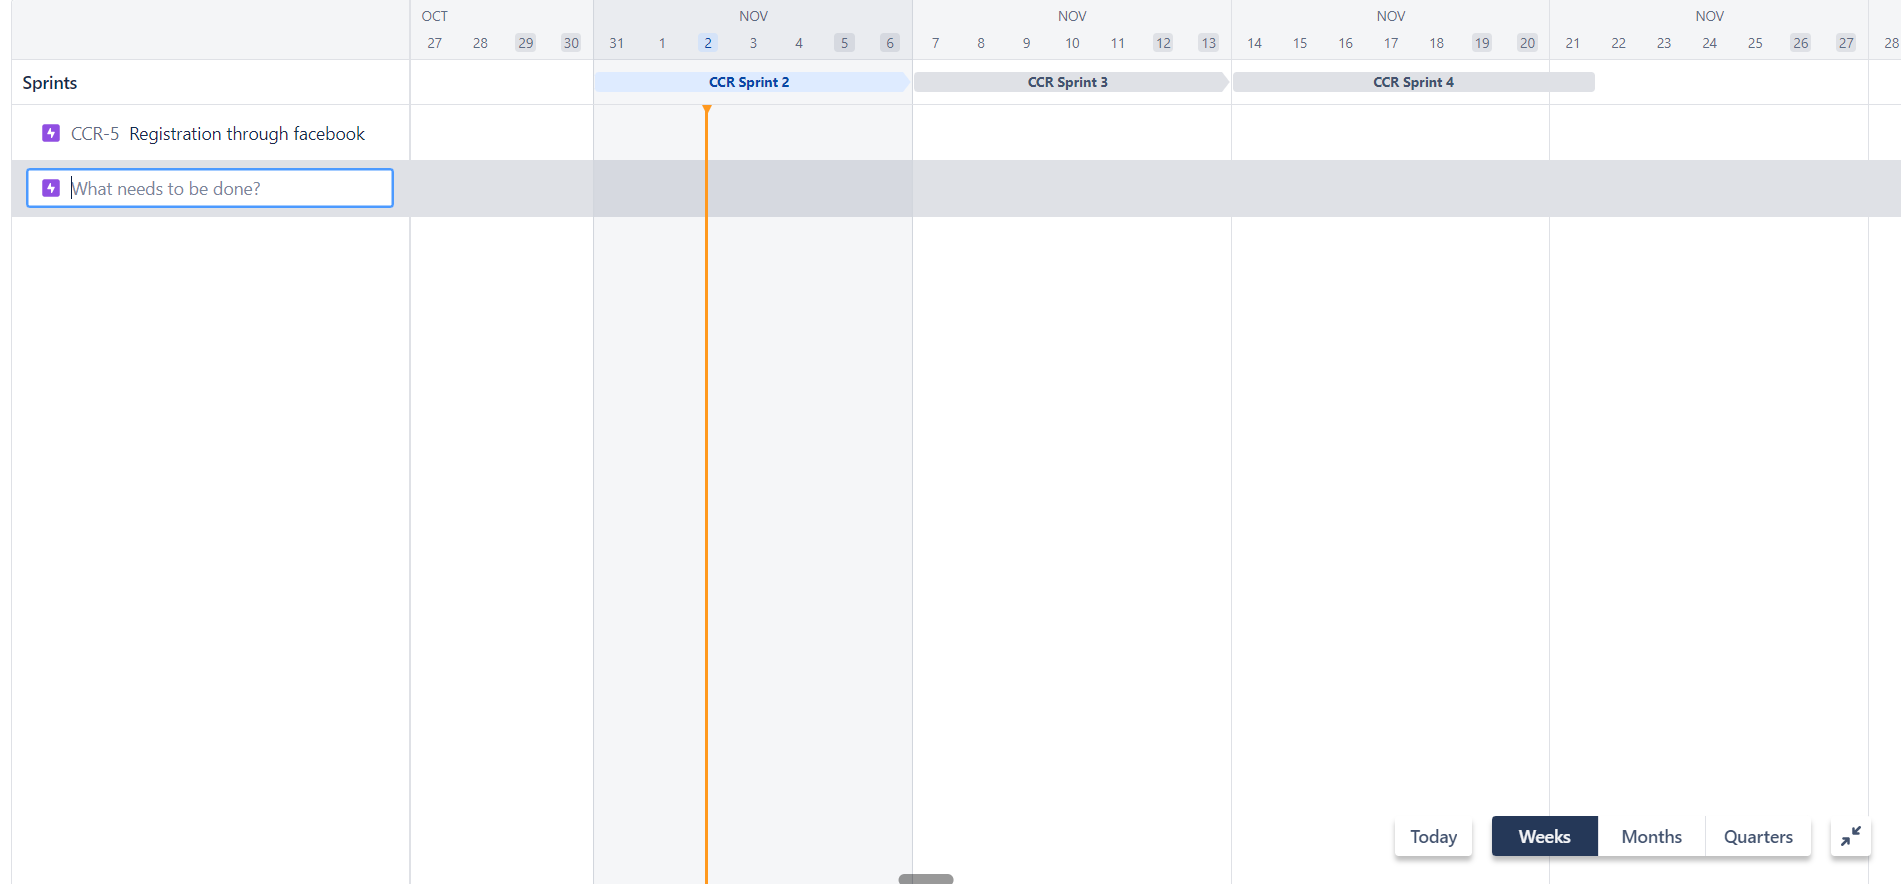 OCT NOV NOV NOV NOV
27 28 29 30 31 1 2 3 4 5 6 7 8 9 10 11 12 13 14 15 16 17 18 19 20 21 22 23 24 25 26 27 28
Sprints CCR Sprint 2 CCR Sprint 3 CCR Sprint 4
CCR-5 Registration through facebook
What needs to be done?
Today Weeks Months Quarters